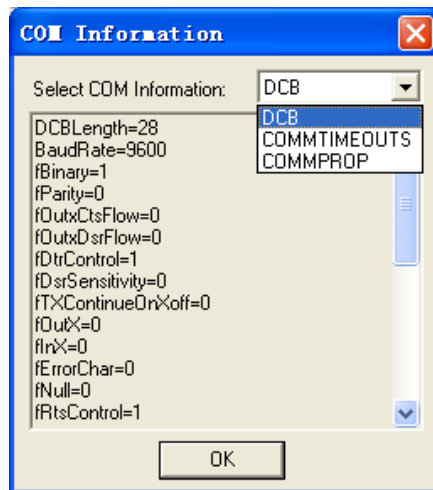 COM Information
Select COM Information: DCB
DCB
COMMTIMEOUTS
COMMPROP
DCBLength=28
BaudRate=9600
fBinary=1
fParity=0
fOutxCtsFlow=0
fOutxDsrFlow=0
fDtrControl=1
fDsrSensitivity=0
fTXContinueOnXoff=0
fOutX=0
fInX=0
fErrorChar=0
fNull=0
fRtsControl=1
OK